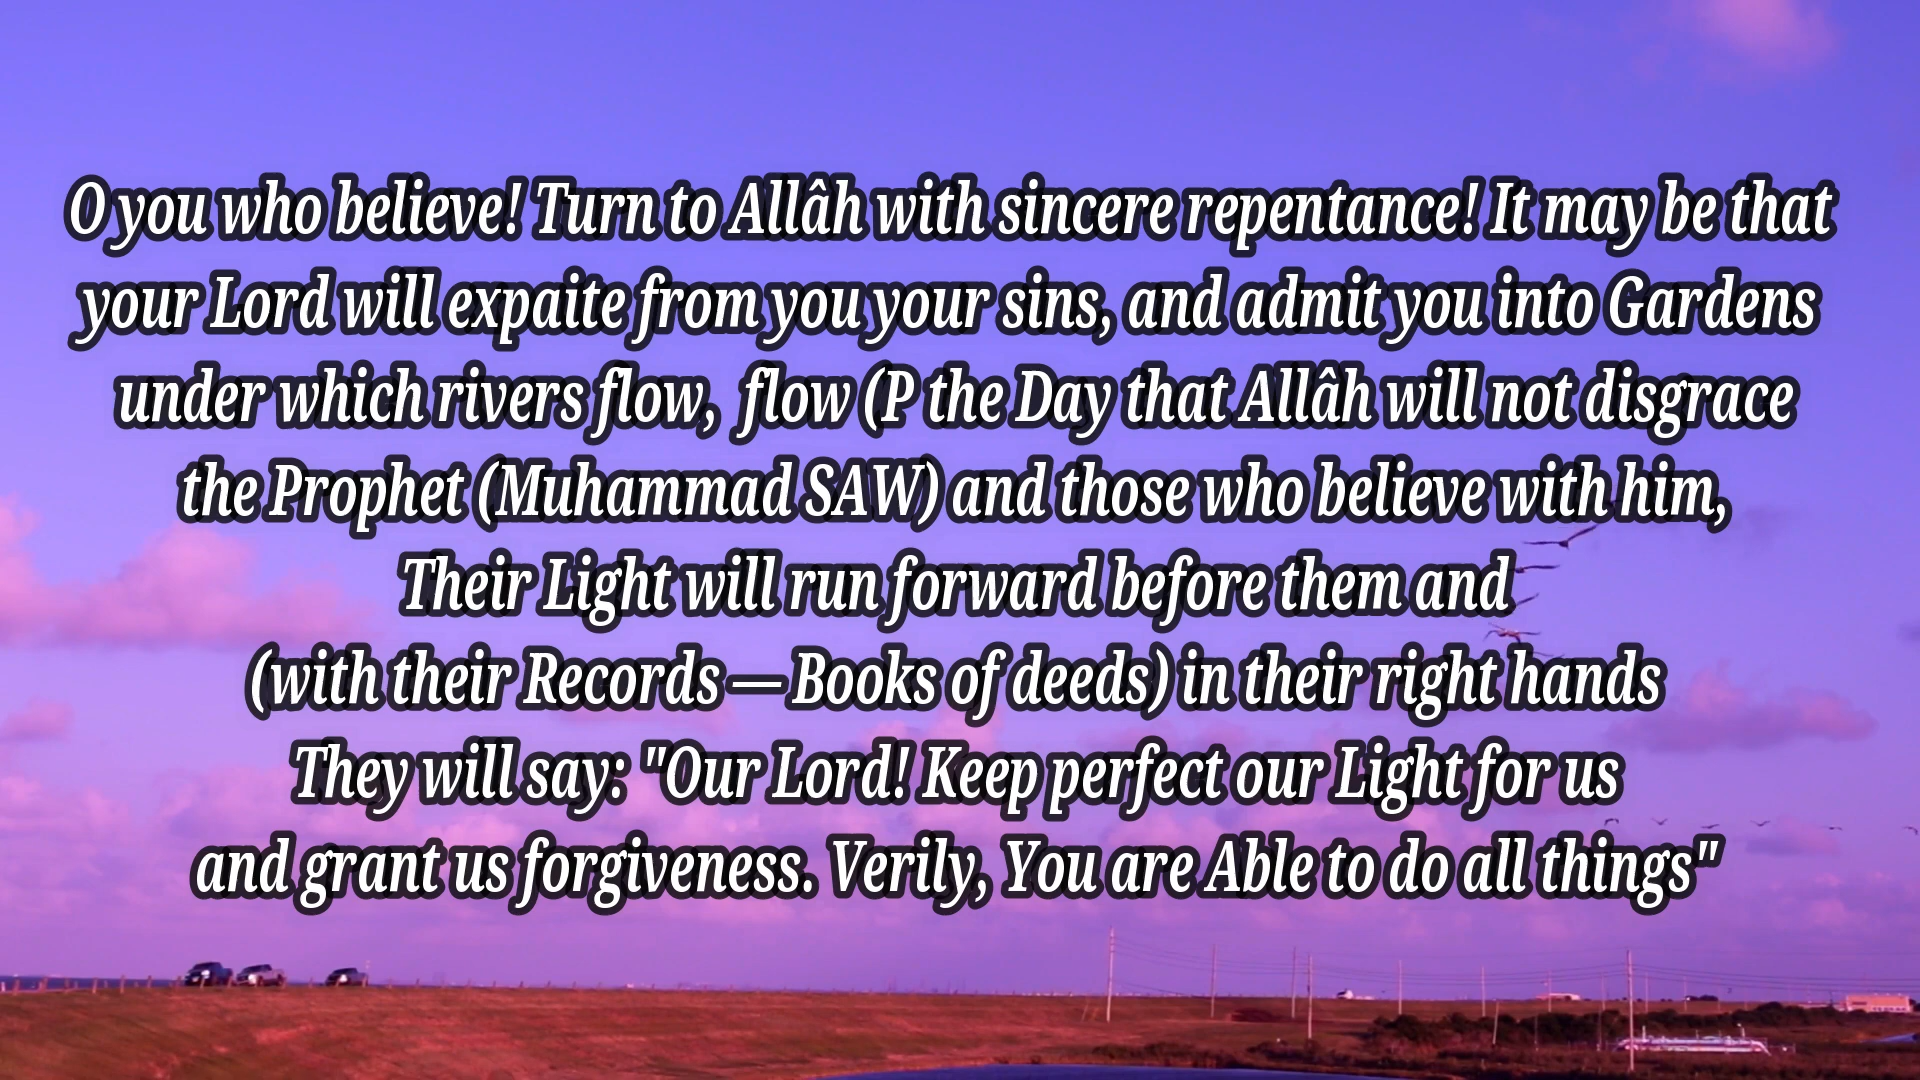 O you who believe! Turn to Allâh with sincere repentance! It may be that
your Lord will expaite from you your sins, and admit you into Gardens
under which rivers flow,  flow (P the Day that Allâh will not disgrace
the Prophet (Muhammad SAW) and those who believe with him,
Their Light will run forward before them and
(with their Records — Books of deeds) in their right hands
They will say: "Our Lord! Keep perfect our Light for us
and grant us forgiveness. Verily, You are Able to do all things"